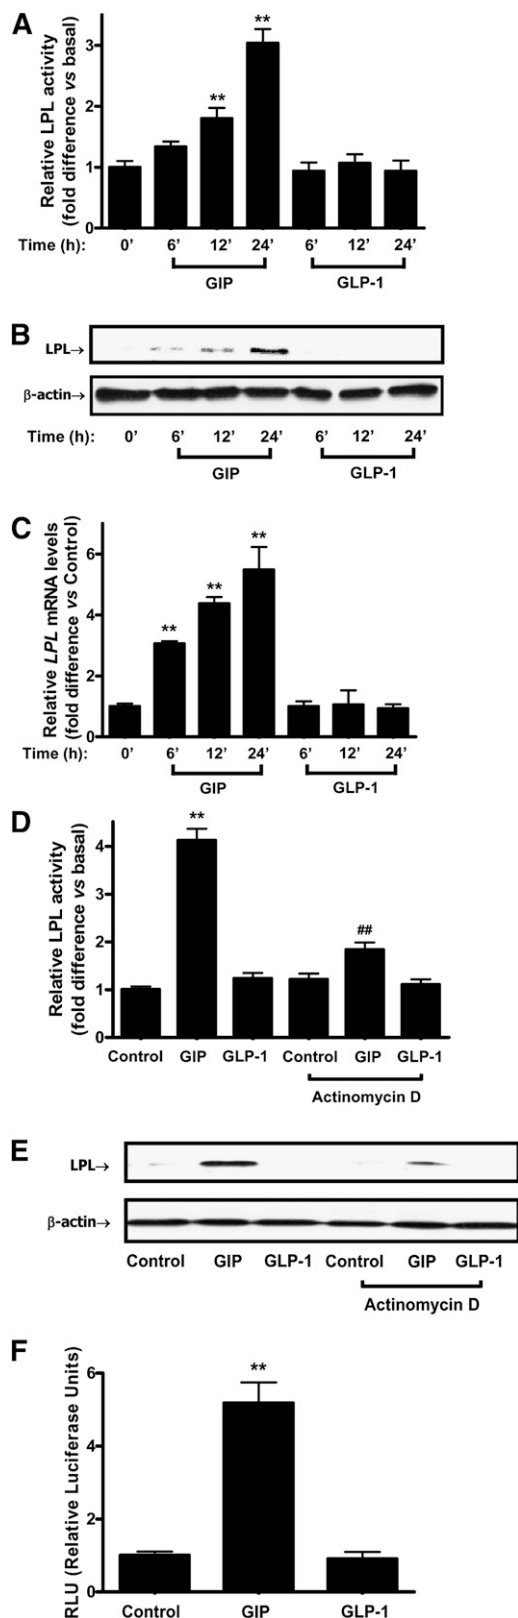 A
Relative LPL activity
(fold difference vs basal)
3
2
1
0
** **
Time (h): 0' 6' 12' 24' 6' 12' 24'
GIP GLP-1
B
LPL→
β-actin→
Time (h): 0' 6' 12' 24' 6' 12' 24'
GIP GLP-1
C
Relative LPL mRNA levels
(fold difference vs Control)
6
4
2
0
** ** **
Time (h): 0' 6' 12' 24' 6' 12' 24'
GIP GLP-1
D
Relative LPL activity
(fold difference vs basal)
4
3
2
1
0
** ##
Control GIP GLP-1 Control GIP GLP-1
Actinomycin D
E
LPL→
β-actin→
Control GIP GLP-1 Control GIP GLP-1
Actinomycin D
F
RLU (Relative Luciferase Units)
6
4
2
0
**
Control GIP GLP-1